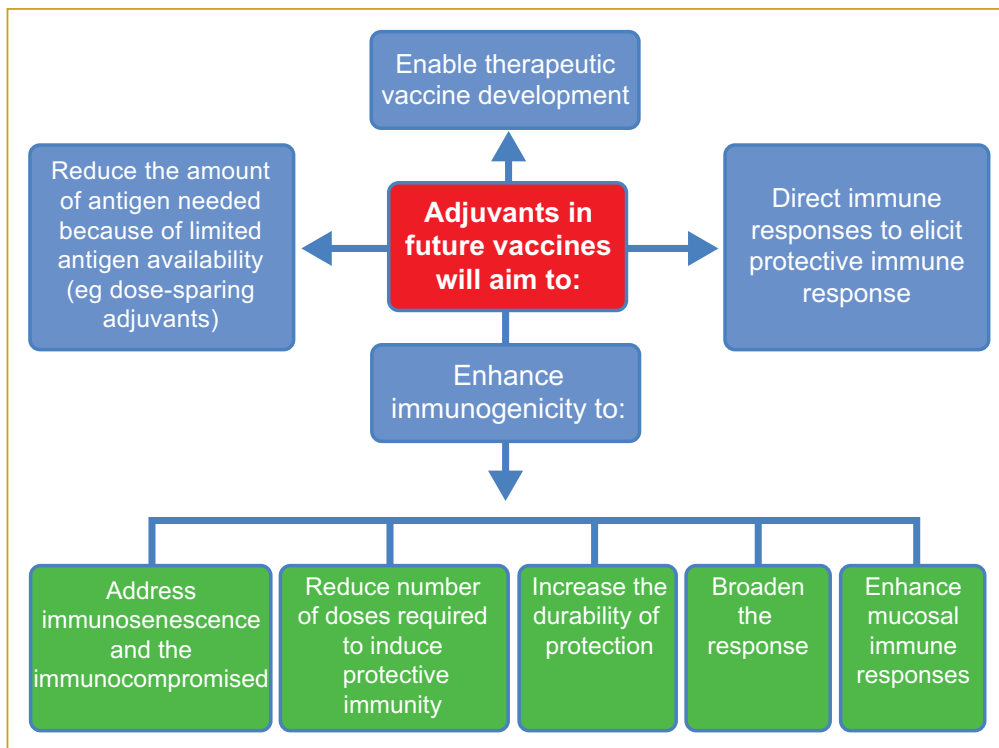 Enable therapeutic
vaccine development
Reduce the amount
of antigen needed
because of limited
antigen availability
(eg dose-sparing
adjuvants)
Adjuvants in
future vaccines
will aim to:
Direct immune
responses to elicit
protective immune
response
Enhance
immunogenicity to:
Address
immunosenescence
and the
immunocompromised
Reduce number
of doses required
to induce
protective
immunity
Increase the
durability of
protection
Broaden
the
response
Enhance
mucosal
immune
responses